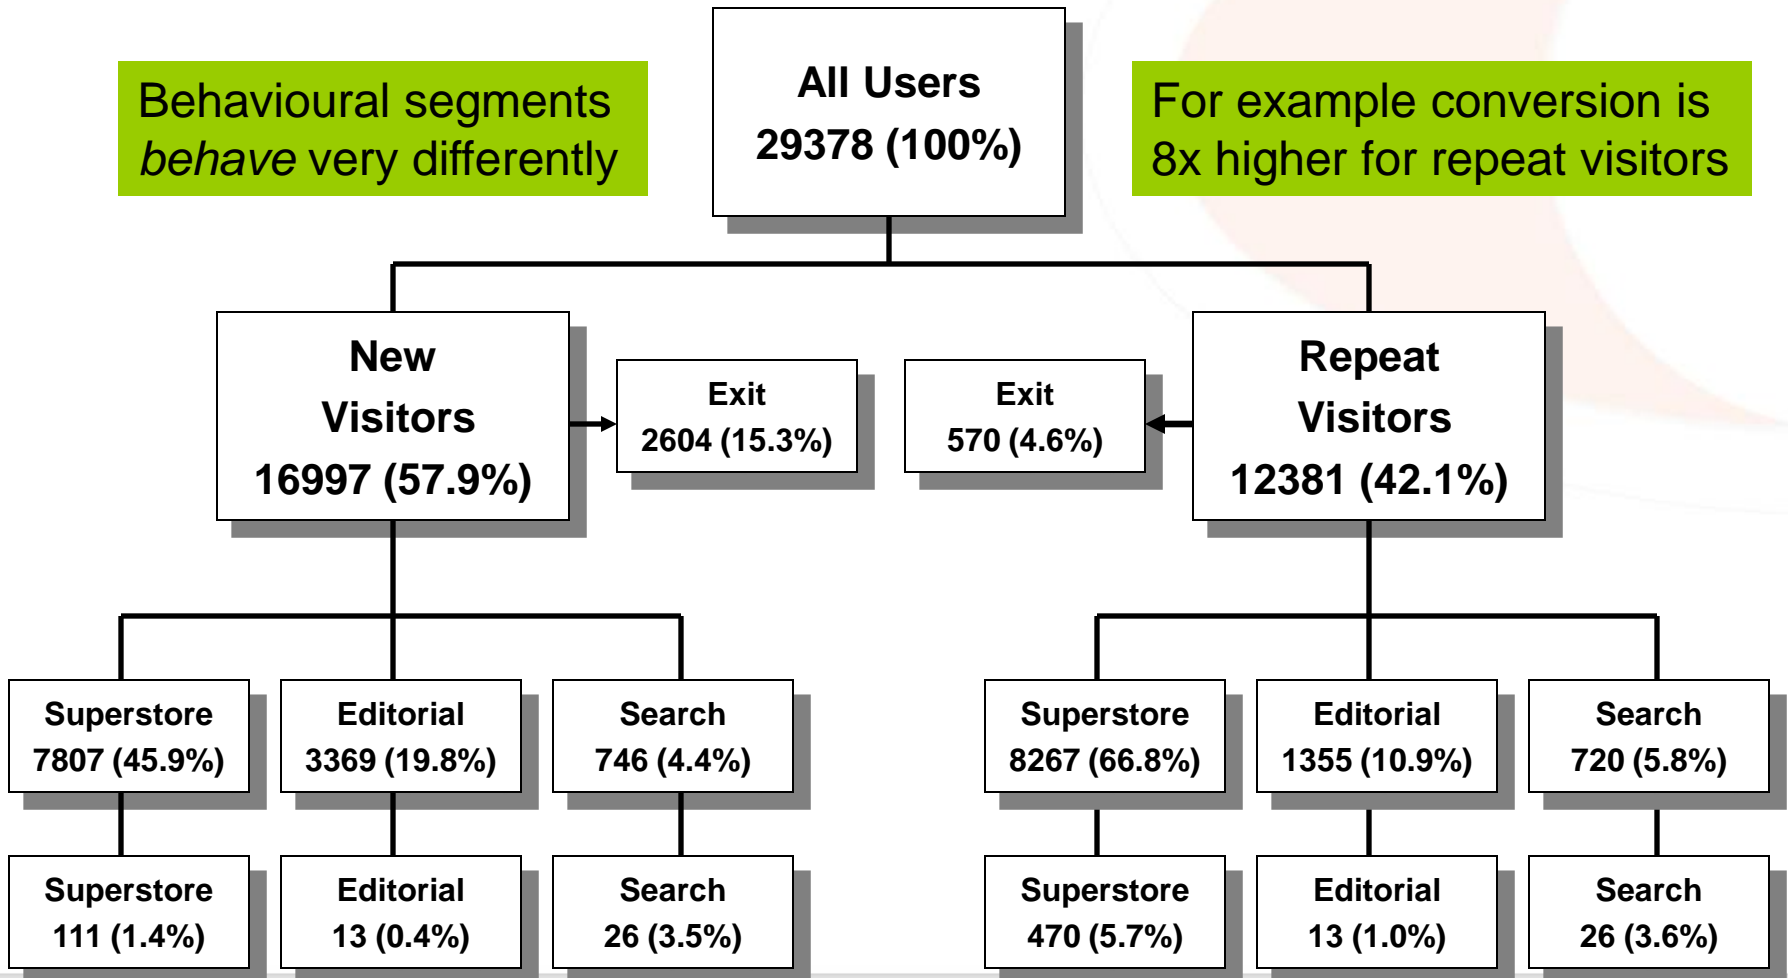 Behavioural segments
behave very differently
All Users
29378 (100%)
For example conversion is
8x higher for repeat visitors
New
Visitors
16997 (57.9%)
Exit
2604 (15.3%)
Exit
570 (4.6%)
Repeat
Visitors
12381 (42.1%)
Superstore
7807 (45.9%)
Editorial
3369 (19.8%)
Search
746 (4.4%)
Superstore
8267 (66.8%)
Editorial
1355 (10.9%)
Search
720 (5.8%)
Superstore
111 (1.4%)
Editorial
13 (0.4%)
Search
26 (3.5%)
Superstore
470 (5.7%)
Editorial
13 (1.0%)
Search
26 (3.6%)